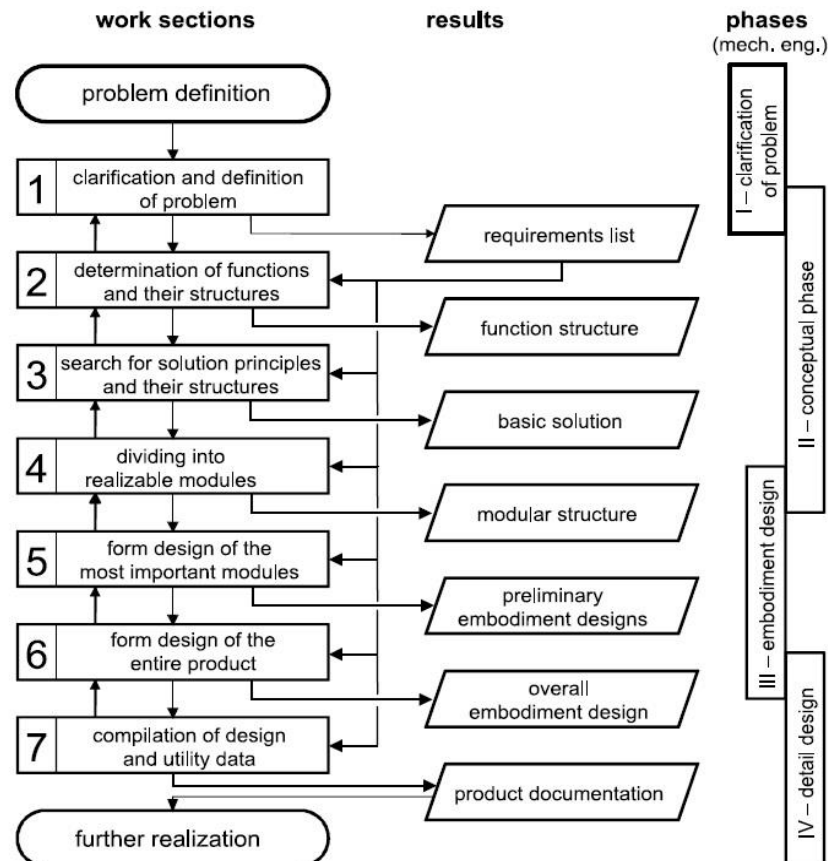 work sections
results
phases
(mech. eng.)
problem definition
1
clarification and definition
of problem
requirements list
2
determination of functions
and their structures
function structure
3
search for solution principles
and their structures
basic solution
4
dividing into
realizable modules
modular structure
5
form design of the
most important modules
preliminary
embodiment designs
6
form design of the
entire product
overall
embodiment design
7
compilation of design
and utility data
product documentation
further realization
I – clarification
of problem
II – conceptual phase
III – embodiment design
IV – detail design